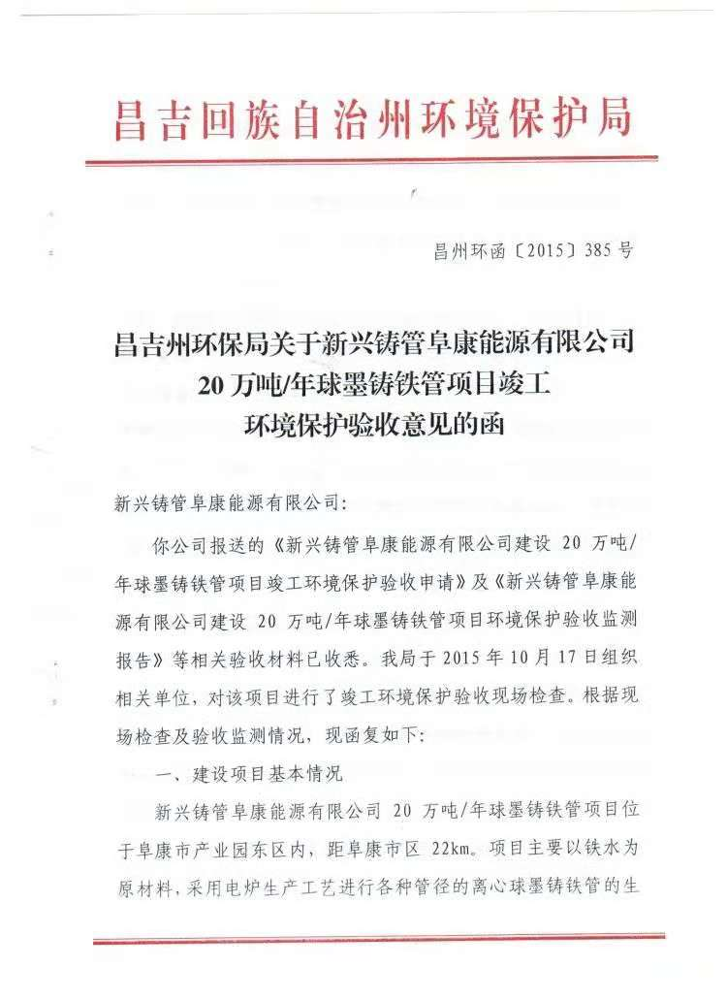 昌吉回族自治州环境保护局
昌州环函〔2015〕385号
昌吉州环保局关于新兴铸管阜康能源有限公司
20万吨/年球墨铸铁管项目竣工
环境保护验收意见的函
新兴铸管阜康能源有限公司:
你公司报送的《新兴铸管阜康能源有限公司建设 20 万吨/
年球墨铸铁管项目竣工环境保护验收申请》及《新兴铸管阜康能
源有限公司建设 20 万吨/年球墨铸铁管项目环境保护验收监测
报告》等相关验收材料已收悉。我局于2015年10月17日组织
相关单位,对该项目进行了竣工环境保护验收现场检查。根据现
场检查及验收监测情况，现函复如下:
一、建设项目基本情况
新兴铸管阜康能源有限公司 20 万吨/年球墨铸铁管项目位
于阜康市产业园东区内，距阜康市区 22km。项目主要以铁水为
原材料,采用电炉生产工艺进行各种管径的离心球墨铸铁管的生